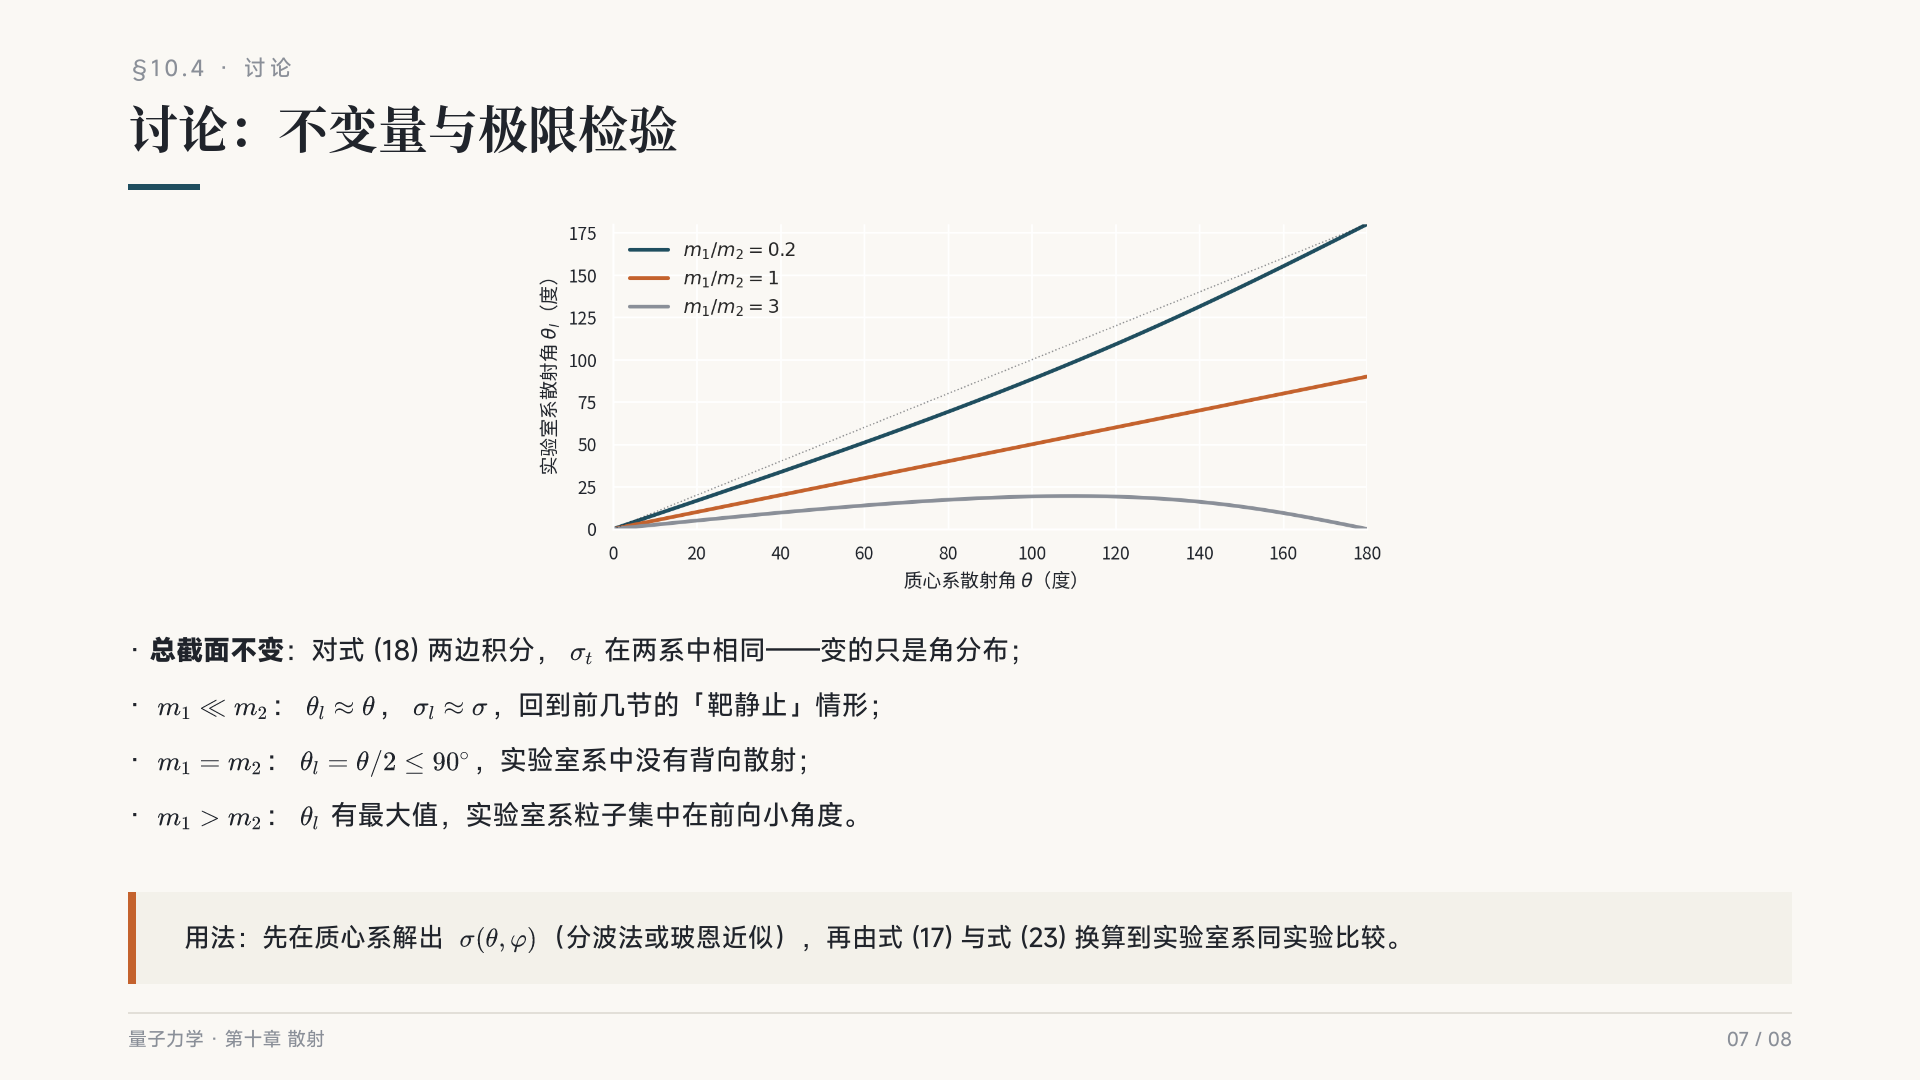 §10.4 · 讨论
讨论：不变量与极限检验
175
150
125
100
75
50
25
0
实验室系散射角 θ_l（度）
m₁/m₂ = 0.2
m₁/m₂ = 1
m₁/m₂ = 3
0 20 40 60 80 100 120 140 160 180
质心系散射角 θ（度）
· 总截面不变：对式 (18) 两边积分， σ_t 在两系中相同——变的只是角分布；
· m₁ ≪ m₂： θ_l ≈ θ， σ_l ≈ σ，回到前几节的「靶静止」情形；
· m₁ = m₂： θ_l = θ/2 ≤ 90°，实验室系中没有背向散射；
· m₁ > m₂： θ_l 有最大值，实验室系粒子集中在前向小角度。
用法：先在质心系解出 σ(θ, φ)（分波法或玻恩近似），再由式 (17) 与式 (23) 换算到实验室系同实验比较。
量子力学 · 第十章 散射
07 / 08